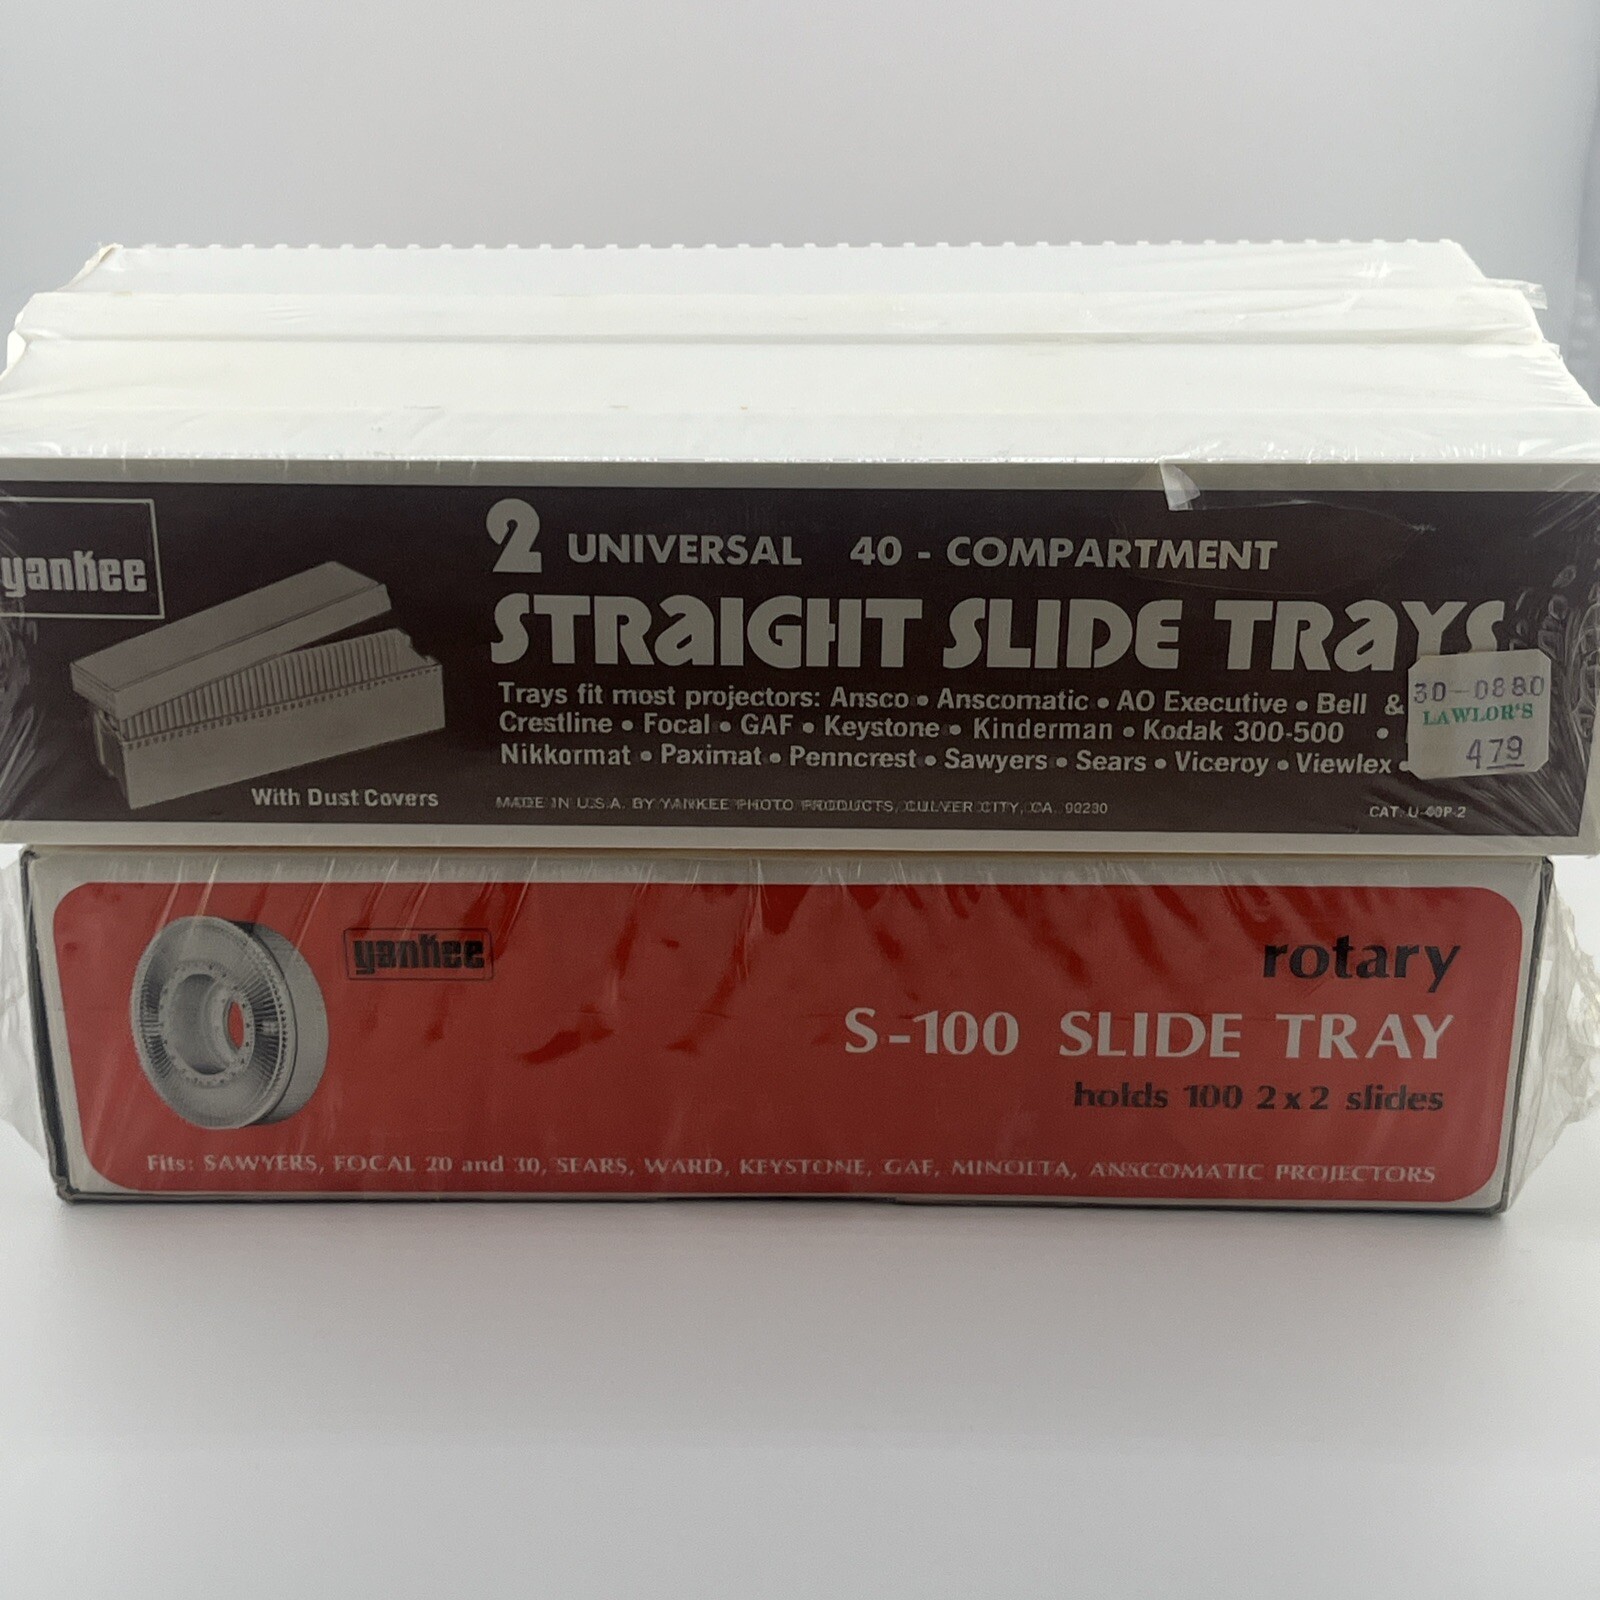 yankee
2 UNIVERSAL 40 - COMPARTMENT
STRAIGHT SLIDE TRAYS
Trays fit most projectors: Ansco • Anscomatic • AO Executive • Bell &
Crestline • Focal • GAF • Keystone • Kinderman • Kodak 300-500 •
Nikkormat • Paximat • Penncrest • Sawyers • Sears • Viceroy • Viewlex •
With Dust Covers
MADE IN U.S.A. BY YANKEE PHOTO PRODUCTS, CULVER CITY, CA. 90230
CAT. U-40P-2
30-0880
LAWLOR'S
479
yankee
rotary
S-100 SLIDE TRAY
holds 100 2x2 slides
Fits: SAWYERS, FOCAL 20 and 30, SEARS, WARD, KEYSTONE, GAF, MINOLTA, ANSCOMATIC PROJECTORS